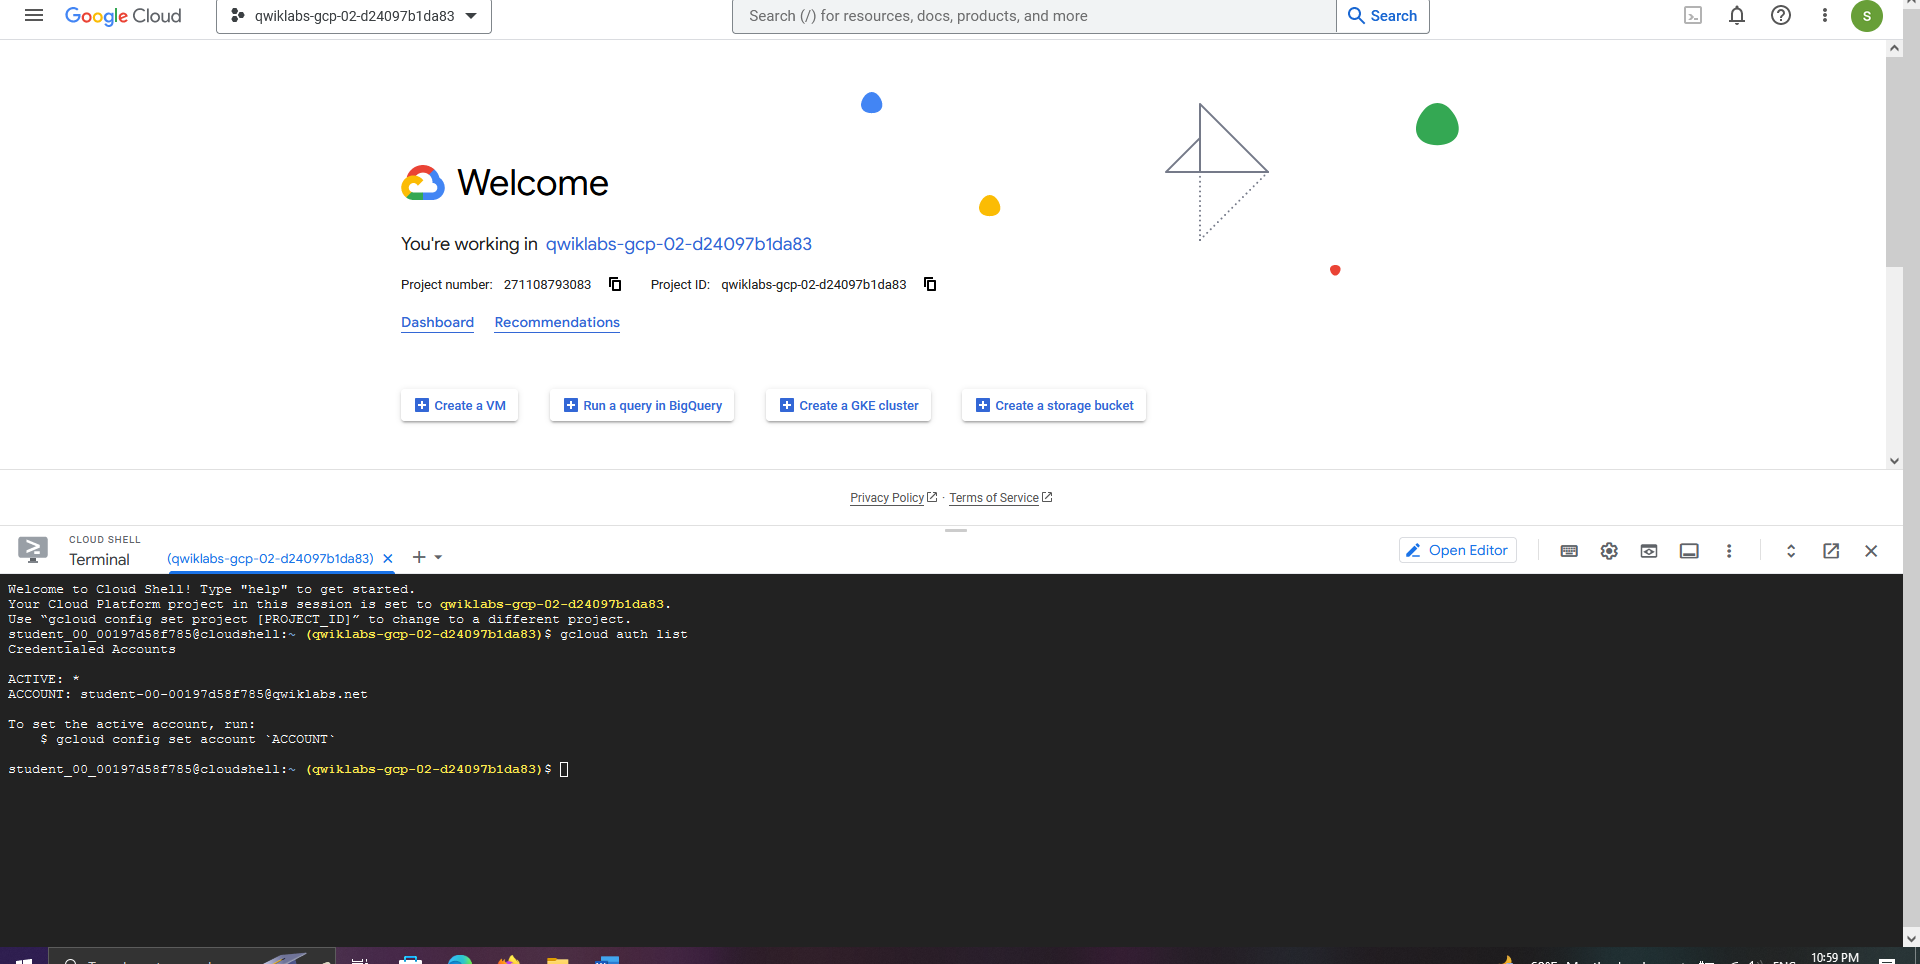 Google Cloud
qwiklabs-gcp-02-d24097b1da83
Search (/) for resources, docs, products, and more
Search
S
Welcome
You're working in qwiklabs-gcp-02-d24097b1da83
Project number: 271108793083 Project ID: qwiklabs-gcp-02-d24097b1da83
Dashboard Recommendations
Create a VM
Run a query in BigQuery
Create a GKE cluster
Create a storage bucket
Privacy Policy · Terms of Service
CLOUD SHELL
Terminal
(qwiklabs-gcp-02-d24097b1da83)
Open Editor
Welcome to Cloud Shell! Type "help" to get started.
Your Cloud Platform project in this session is set to qwiklabs-gcp-02-d24097b1da83.
Use “gcloud config set project [PROJECT_ID]” to change to a different project.
student_00_00197d58f785@cloudshell:~ (qwiklabs-gcp-02-d24097b1da83)$ gcloud auth list
Credentialed Accounts
ACTIVE: *
ACCOUNT: student-00-00197d58f785@qwiklabs.net
To set the active account, run:
$ gcloud config set account `ACCOUNT`
student_00_00197d58f785@cloudshell:~ (qwiklabs-gcp-02-d24097b1da83)$
10:59 PM